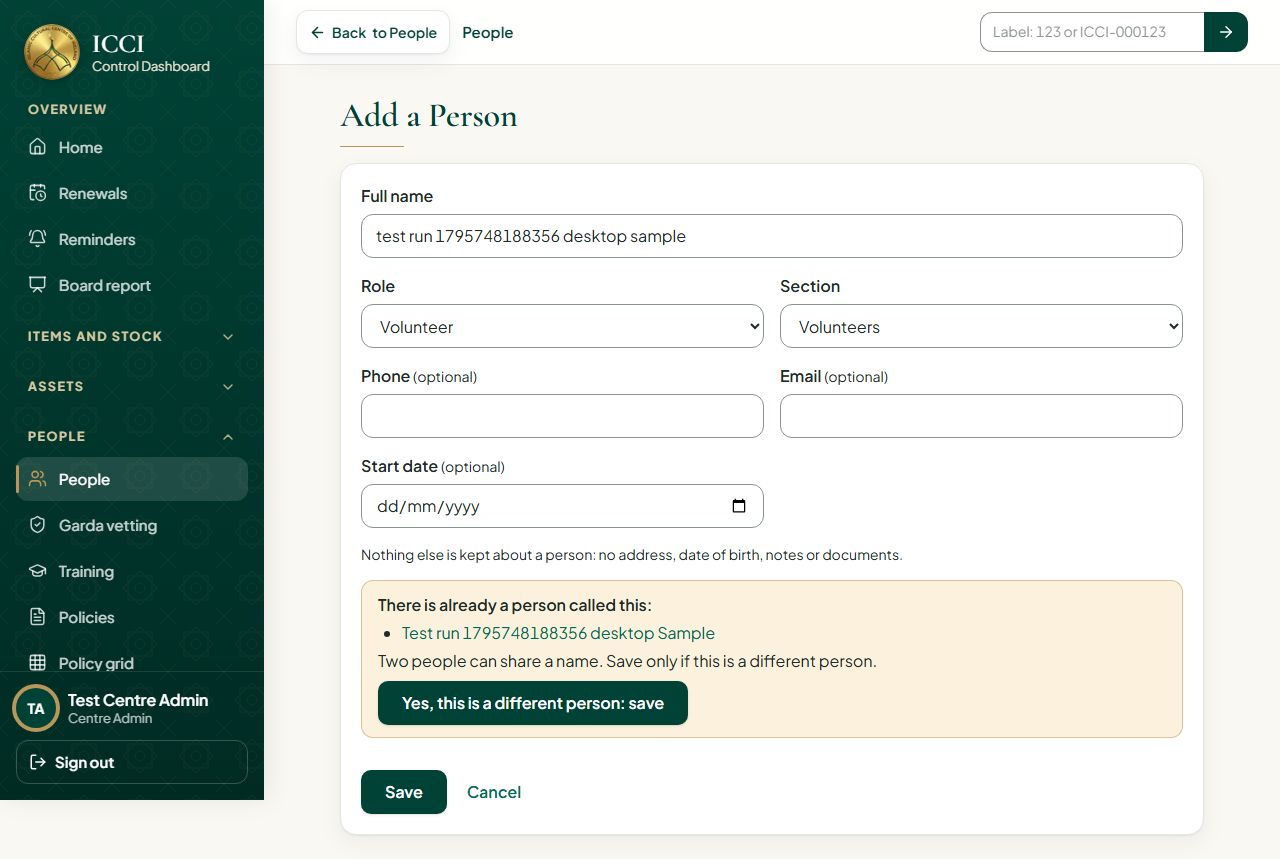 ICCI
Control Dashboard
OVERVIEW
Home
Renewals
Reminders
Board report
ITEMS AND STOCK
ASSETS
PEOPLE
People
Garda vetting
Training
Policies
Policy grid
TA
Test Centre Admin
Centre Admin
Sign out
Back to People
People
Label: 123 or ICCI-000123
Add a Person
Full name
test run 1795748188356 desktop sample
Role
Section
Volunteer
Volunteers
Phone (optional)
Email (optional)
Start date (optional)
dd/mm/yyyy
Nothing else is kept about a person: no address, date of birth, notes or documents.
There is already a person called this:
Test run 1795748188356 desktop Sample
Two people can share a name. Save only if this is a different person.
Yes, this is a different person: save
Save
Cancel